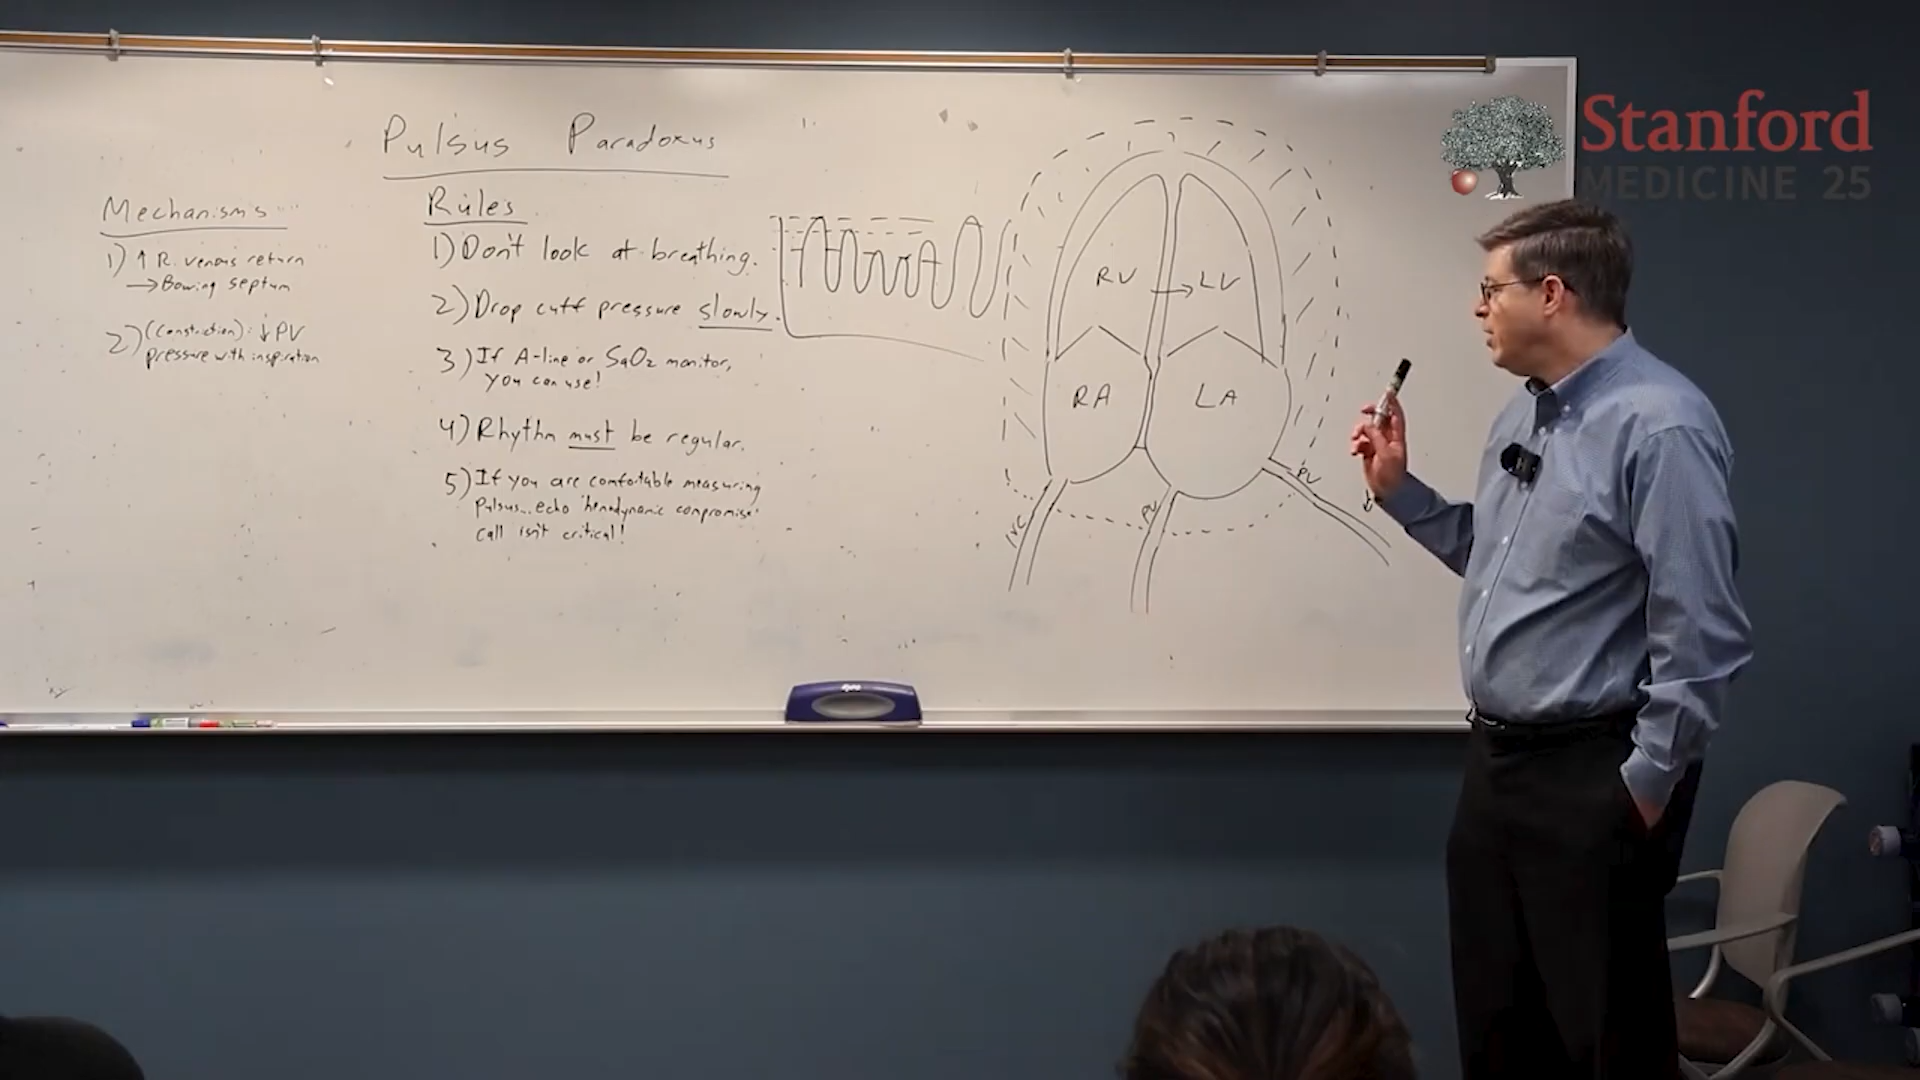 Pulsus Paradoxus
Mechanisms
1) ↑ R. venous return
→ Bowing septum
2) (Constriction): ↓ PV
pressure with inspiration
Rules
1) Don't look at breathing.
2) Drop cuff pressure slowly.
3) If A-line or SaO2 monitor,
you can use!
4) Rhythm must be regular.
5) If you are comfortable measuring
pulsus... echo "hemodynamic compromise"
call isn't critical!
RV → LV
RA LA
IVC PV PV
Stanford
MEDICINE 25
expo